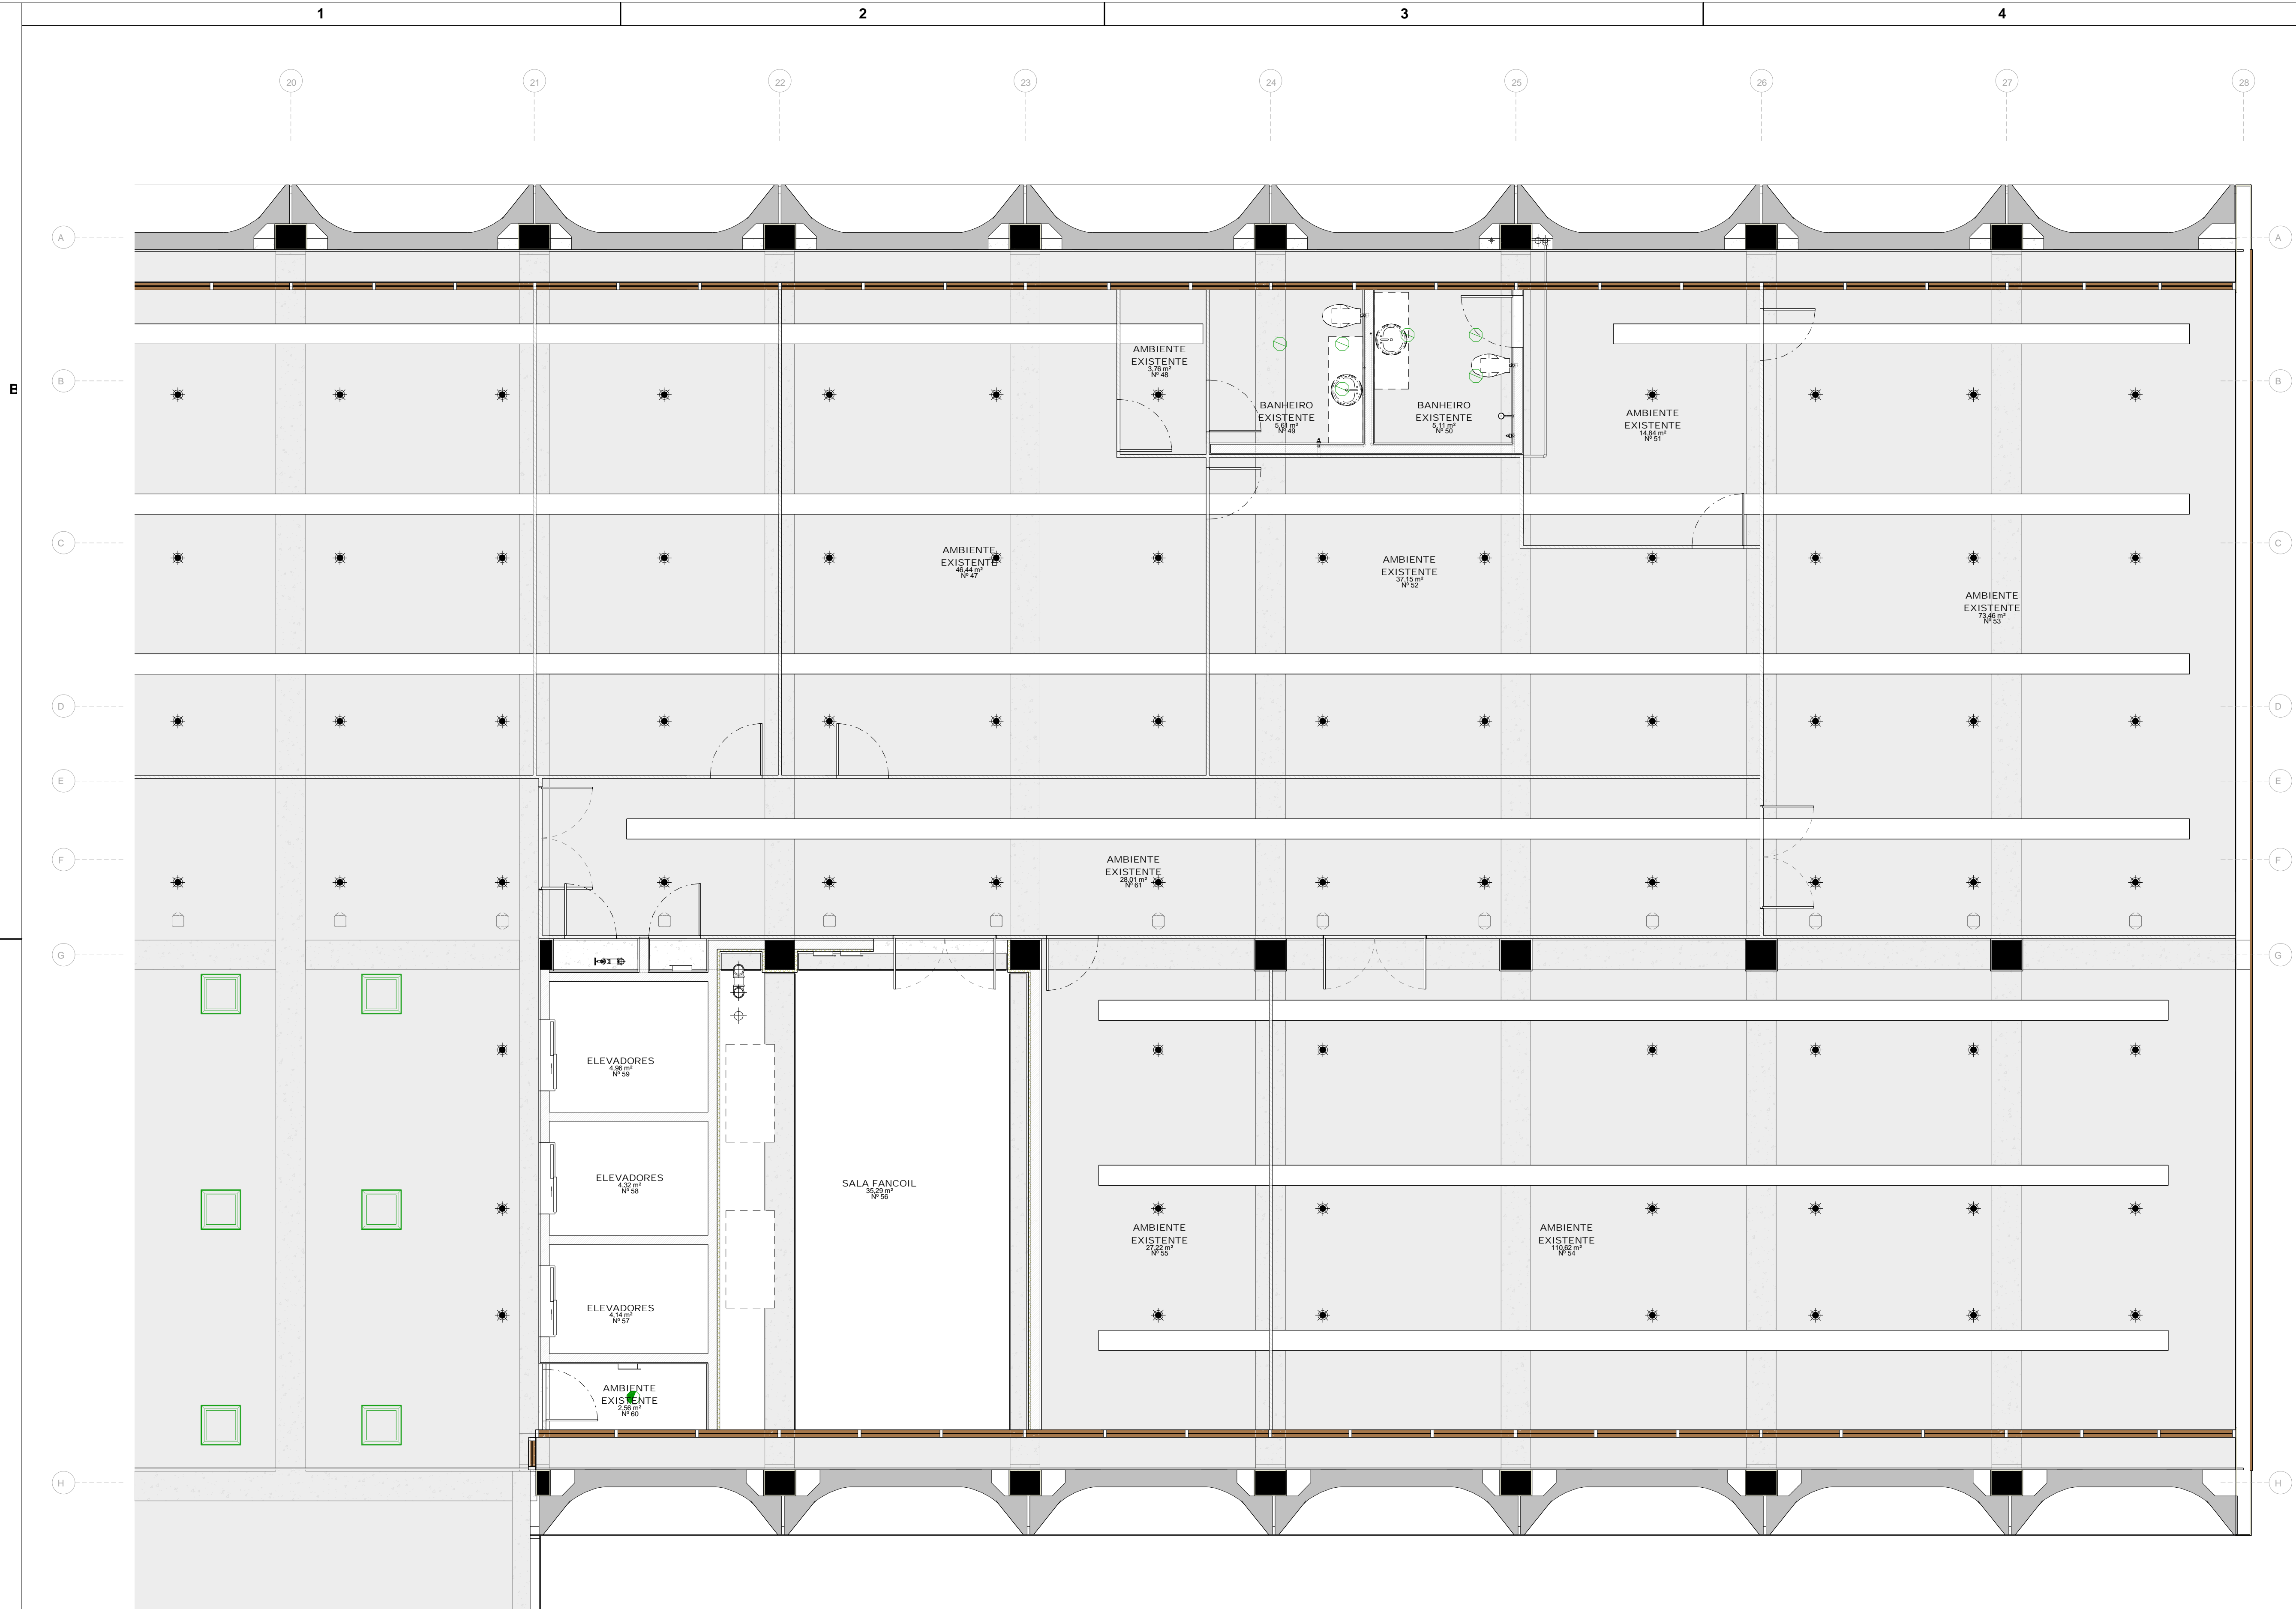 1
2
3
4
20
21
22
23
24
25
26
27
28
A
A
B
B
B
AMBIENTE
EXISTENTE
3,76 m²
Nº 48
BANHEIRO
EXISTENTE
5,61 m²
Nº 49
BANHEIRO
EXISTENTE
5,11 m²
Nº 50
AMBIENTE
EXISTENTE
14,84 m²
Nº 51
C
C
AMBIENTE
EXISTENTE
46,44 m²
Nº 47
AMBIENTE
EXISTENTE
37,15 m²
Nº 52
AMBIENTE
EXISTENTE
73,46 m²
Nº 53
D
D
E
E
F
F
AMBIENTE
EXISTENTE
28,01 m²
Nº 61
G
G
ELEVADORES
4,96 m²
Nº 59
ELEVADORES
4,32 m²
Nº 58
SALA FANCOIL
35,29 m²
Nº 56
AMBIENTE
EXISTENTE
27,22 m²
Nº 55
AMBIENTE
EXISTENTE
110,62 m²
Nº 54
ELEVADORES
4,14 m²
Nº 57
AMBIENTE
EXISTENTE
2,56 m²
Nº 60
H
H